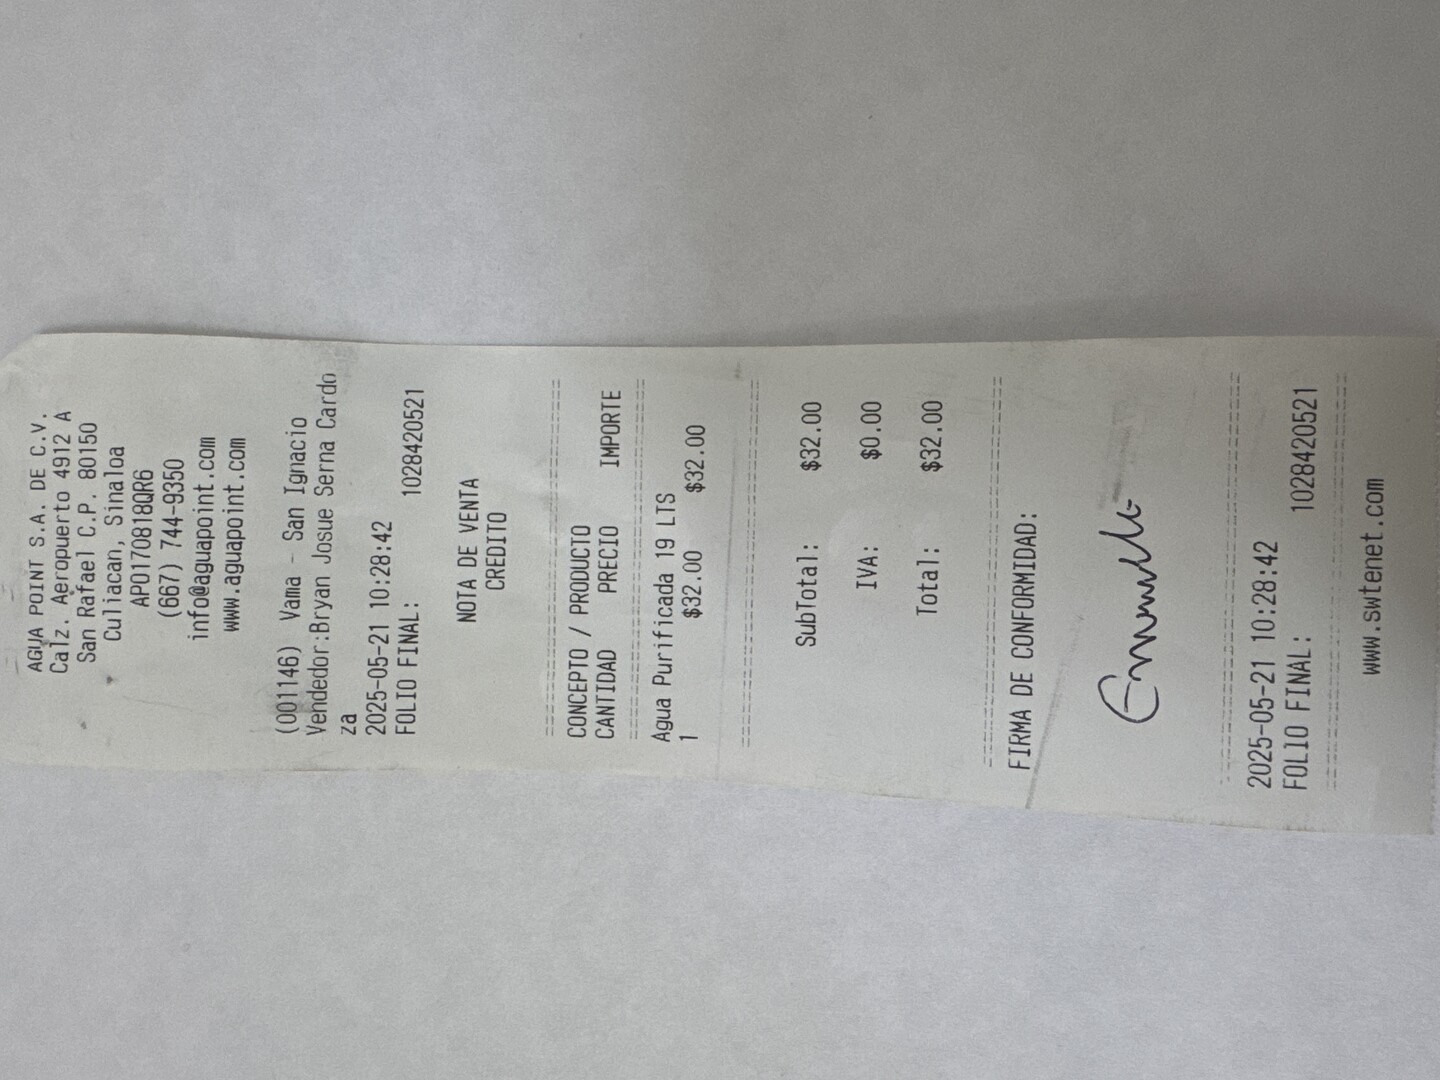 AGUA POINT S.A. DE C.V.
Calz. Aeropuerto 4912 A
San Rafael C.P. 80150
Culiacan, Sinaloa
APO170818QR6
(667) 744-9350
info@aguapoint.com
www.aguapoint.com
(001146) Vama - San Ignacio
Vendedor:Bryan Josue Serna Cardo
za
2025-05-21 10:28:42
FOLIO FINAL: 1028420521
NOTA DE VENTA
CREDITO
CONCEPTO / PRODUCTO
CANTIDAD PRECIO IMPORTE
Agua Purificada 19 LTS
1 $32.00 $32.00
SubTotal: $32.00
IVA: $0.00
Total: $32.00
FIRMA DE CONFORMIDAD:
2025-05-21 10:28:42
FOLIO FINAL: 1028420521
www.swtenet.com